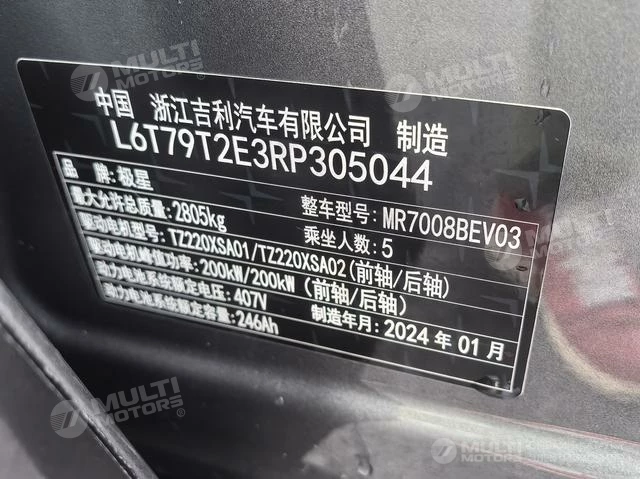 中国 浙江吉利汽车有限公司 制造
L6T79T2E3RP305044
品牌: 极星
整车型号: MR7008BEV03
最大允许总质量: 2805kg
乘坐人数: 5
驱动电机型号: TZ220XSA01/TZ220XSA02 (前轴/后轴)
驱动电机峰值功率: 200kW/200kW (前轴/后轴)
动力电池系统额定电压: 407V
动力电池系统额定容量: 246Ah
制造年月: 2024 年 01 月
MULTI MOTORS
MULTI MOTORS
MULTI MOTORS
MULTI MOTORS
MULTI MOTORS